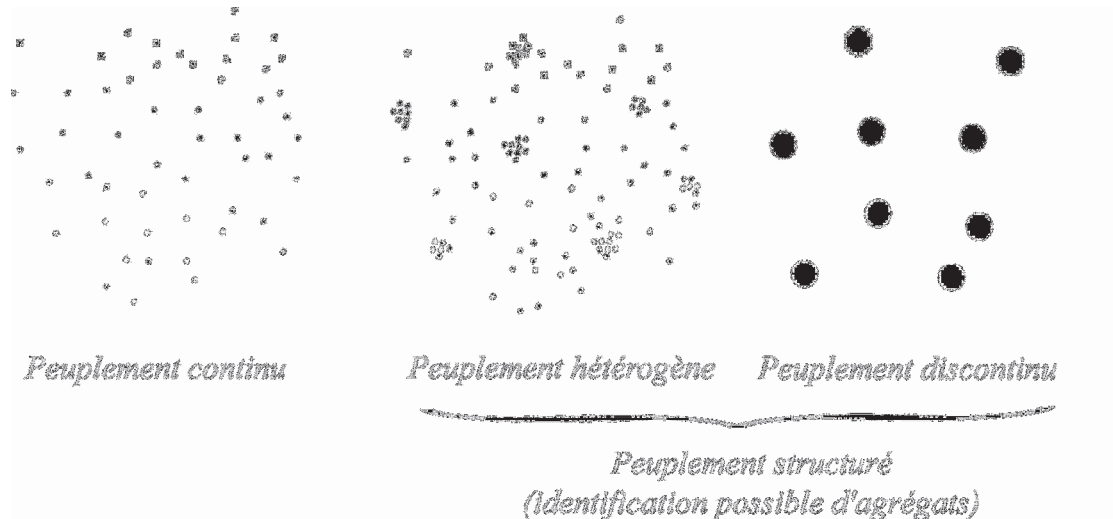 Peuplement continu
Peuplement hétérogène
Peuplement discontinu
Peuplement structuré
(identification possible d'agrégats)